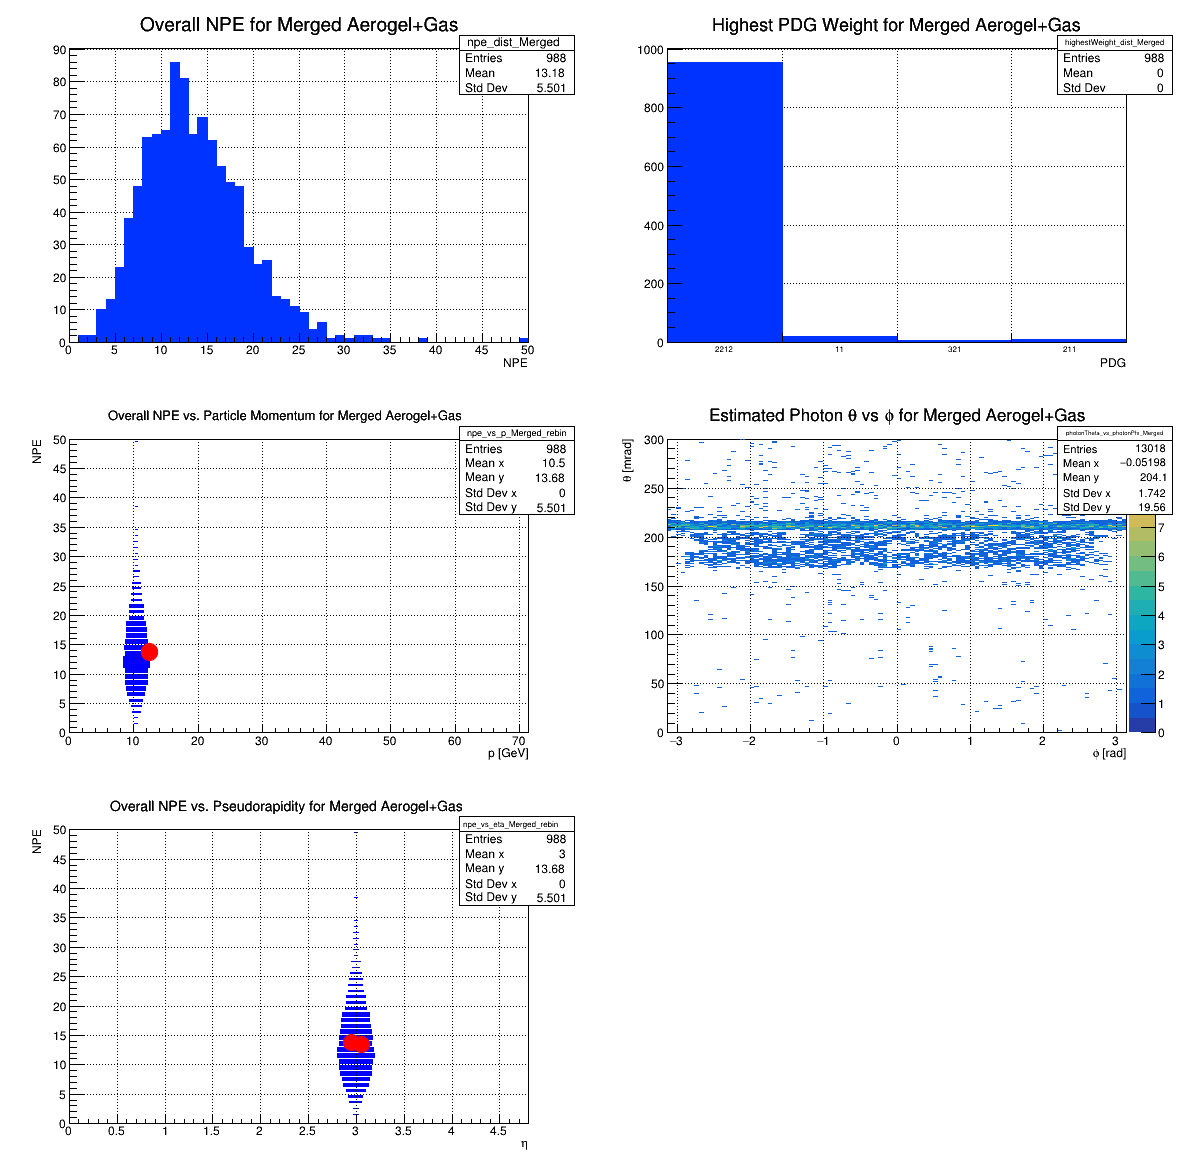 Overall NPE for Merged Aerogel+Gas
npe_dist_Merged
Entries 988
Mean 13.18
Std Dev 5.501
90
80
70
60
50
40
30
20
10
0
0 5 10 15 20 25 30 35 40 45 50
NPE
Highest PDG Weight for Merged Aerogel+Gas
highestWeight_dist_Merged
Entries 988
Mean 0
Std Dev 0
1000
800
600
400
200
0
2212 11 321 211
PDG
Overall NPE vs. Particle Momentum for Merged Aerogel+Gas
npe_vs_p_Merged_rebin
Entries 988
Mean x 10.5
Mean y 13.68
Std Dev x 0
Std Dev y 5.501
NPE
50
45
40
35
30
25
20
15
10
5
0
0 10 20 30 40 50 60 70
p [GeV]
Estimated Photon θ vs ϕ for Merged Aerogel+Gas
photonTheta_vs_photonPhi_Merged
Entries 13018
Mean x −0.05198
Mean y 204.1
Std Dev x 1.742
Std Dev y 19.56
θ [mrad]
300
250
200
150
100
50
0
−3 −2 −1 0 1 2 3
ϕ [rad]
7
6
5
4
3
2
1
0
Overall NPE vs. Pseudorapidity for Merged Aerogel+Gas
npe_vs_eta_Merged_rebin
Entries 988
Mean x 3
Mean y 13.68
Std Dev x 0
Std Dev y 5.501
NPE
50
45
40
35
30
25
20
15
10
5
0
0 0.5 1 1.5 2 2.5 3 3.5 4 4.5
η